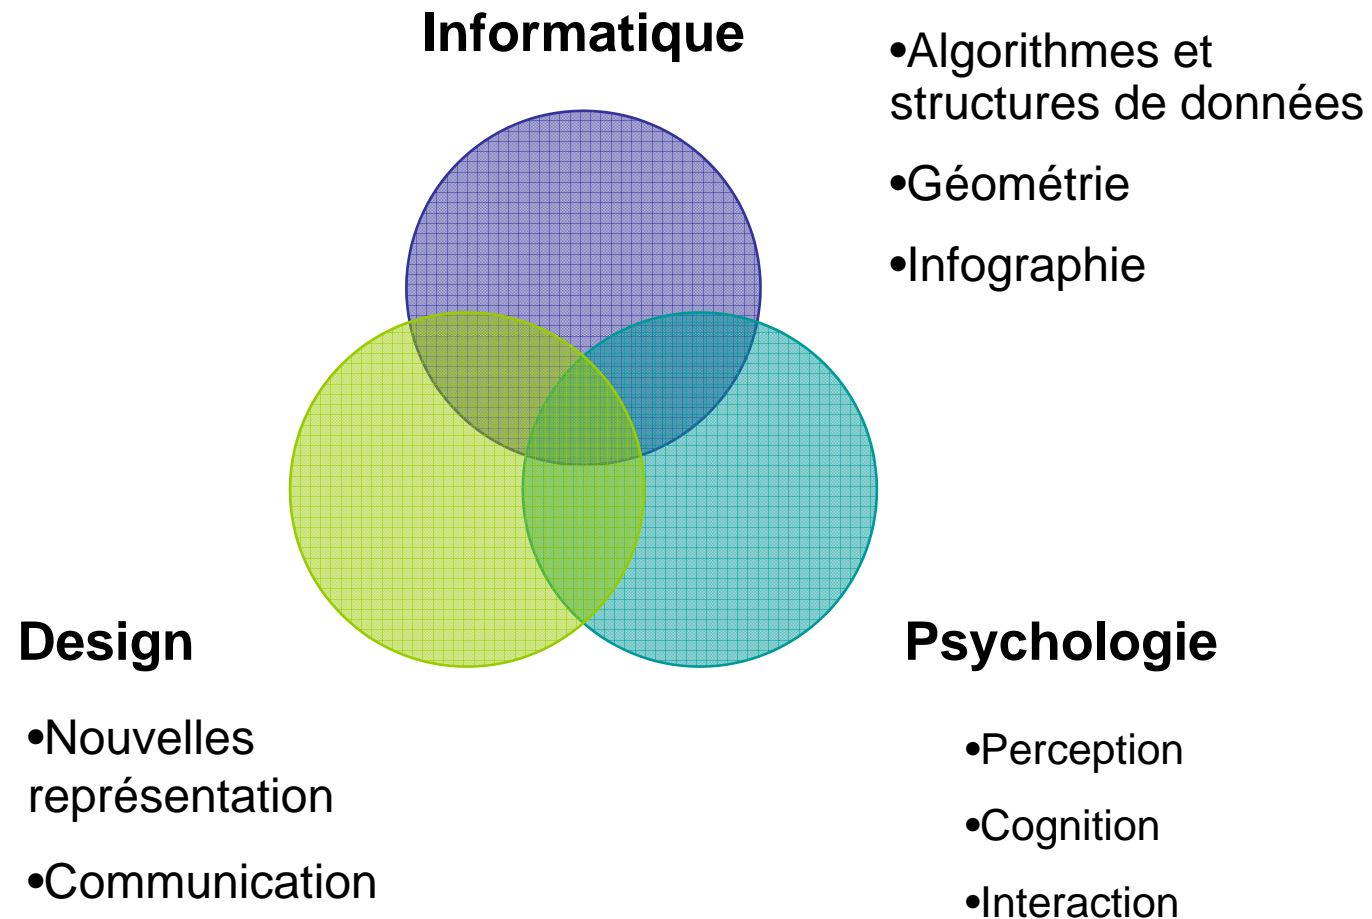 Informatique
•Algorithmes et
structures de données
•Géométrie
•Infographie
Design
•Nouvelles
représentation
•Communication
Psychologie
•Perception
•Cognition
•Interaction